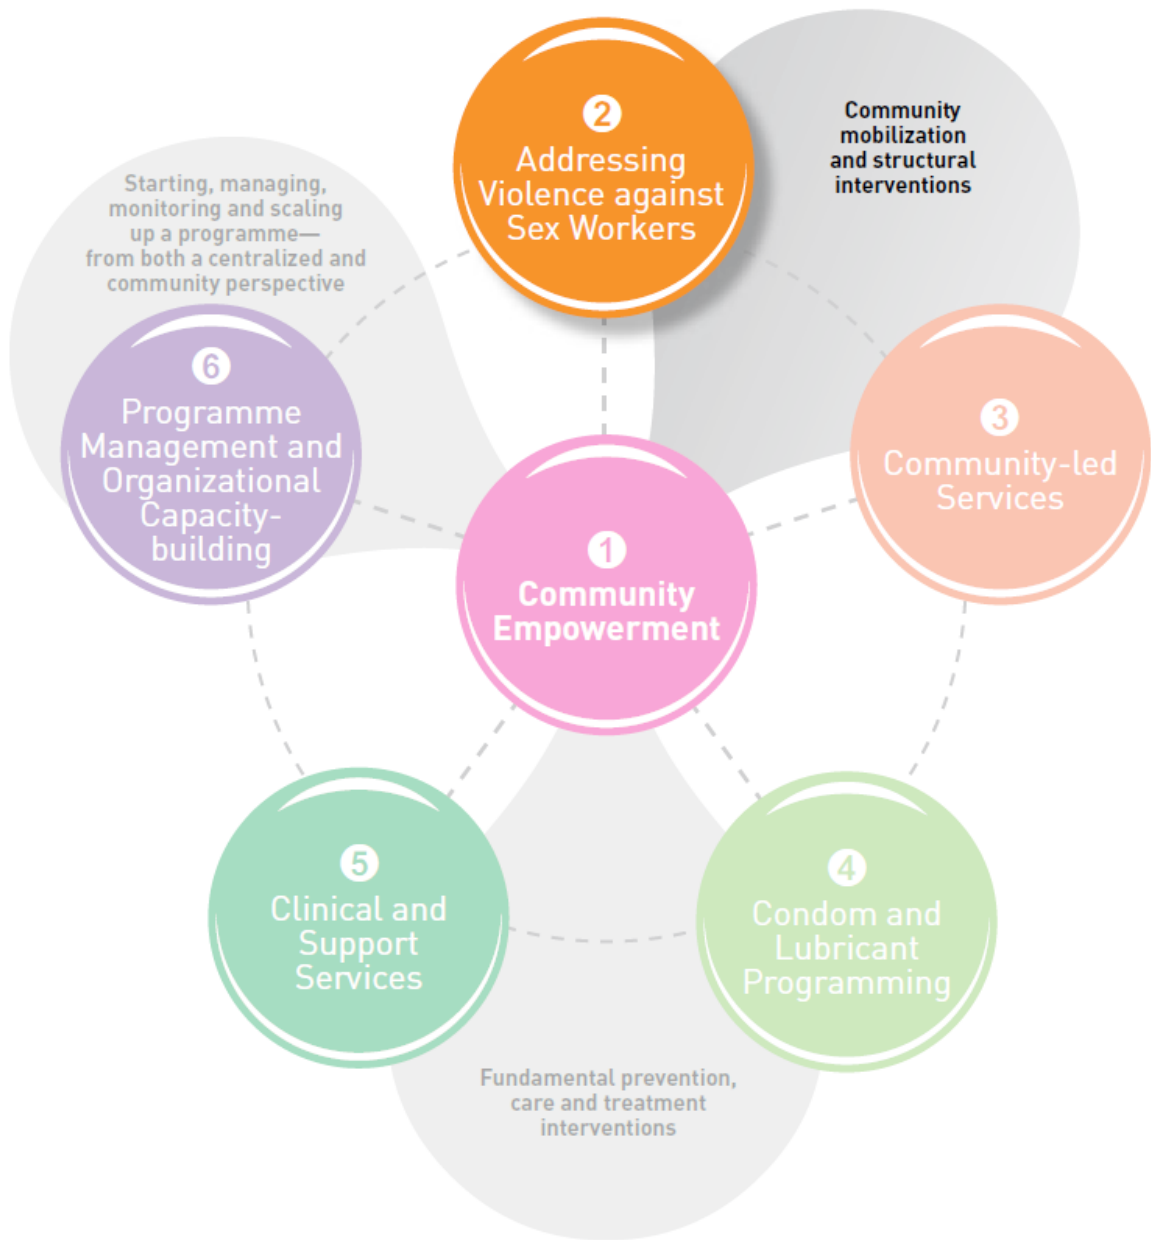 2
Addressing
Violence against
Sex Workers
Community
mobilization
and structural
interventions
Starting, managing,
monitoring and scaling
up a programme—
from both a centralized and
community perspective
6
Programme
Management and
Organizational
Capacity-
building
3
Community-led
Services
1
Community
Empowerment
5
Clinical and
Support
Services
4
Condom and
Lubricant
Programming
Fundamental prevention,
care and treatment
interventions